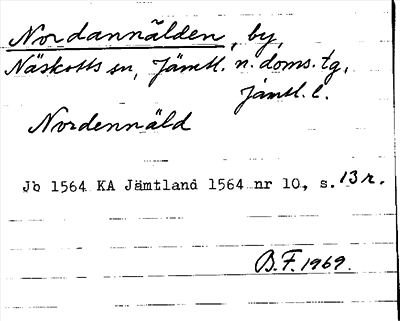 Nordannälden, by,
Näskotts sn, Jämtl. n. doms. tg,
Jämtl. l.
Nordennäld
Jb 1564 KA Jämtland 1564 nr 10, s. 13 r.
B.F. 1969.